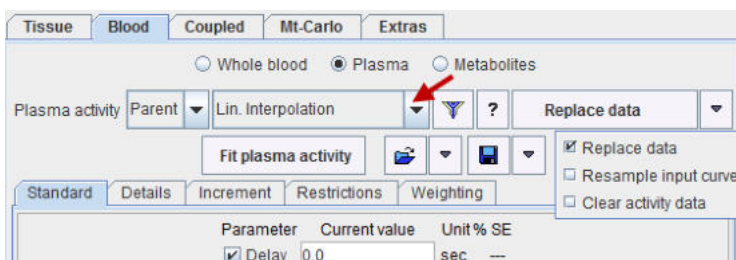 Tissue Blood Coupled Mt-Carlo Extras
Whole blood Plasma Metabolites
Plasma activity Parent Lin. Interpolation ? Replace data
Fit plasma activity
Replace data
Resample input curve
Clear activity data
Standard Details Increment Restrictions Weighting
Parameter Current value Unit % SE
Delay 0.0 sec ---